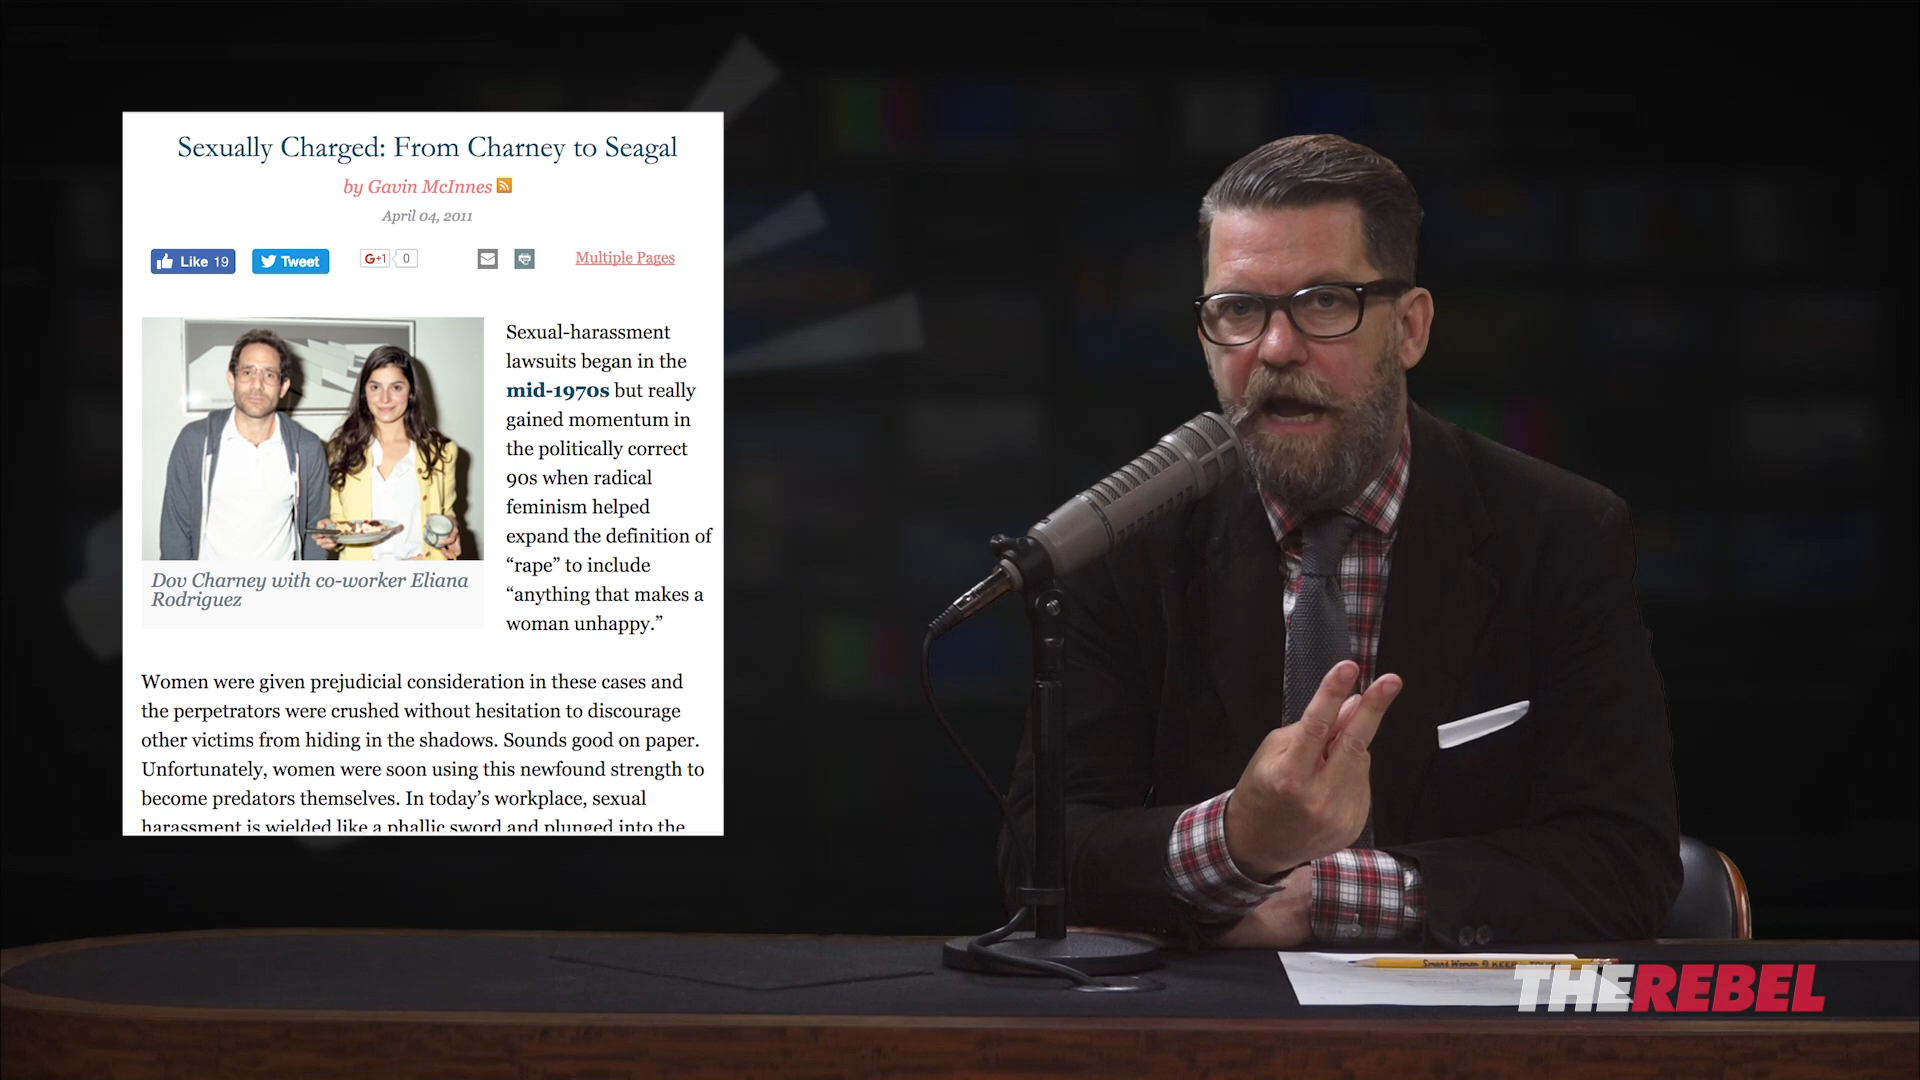 Sexually Charged: From Charney to Seagal
by Gavin McInnes
April 04, 2011
Like 19 Tweet G+1 0 Multiple Pages
Sexual-harassment
lawsuits began in the
mid-1970s but really
gained momentum in
the politically correct
90s when radical
feminism helped
expand the definition of
“rape” to include
“anything that makes a
woman unhappy.”
Dov Charney with co-worker Eliana
Rodriguez
Women were given prejudicial consideration in these cases and
the perpetrators were crushed without hesitation to discourage
other victims from hiding in the shadows. Sounds good on paper.
Unfortunately, women were soon using this newfound strength to
become predators themselves. In today’s workplace, sexual
harassment is wielded like a phallic sword and plunged into the
THE REBEL